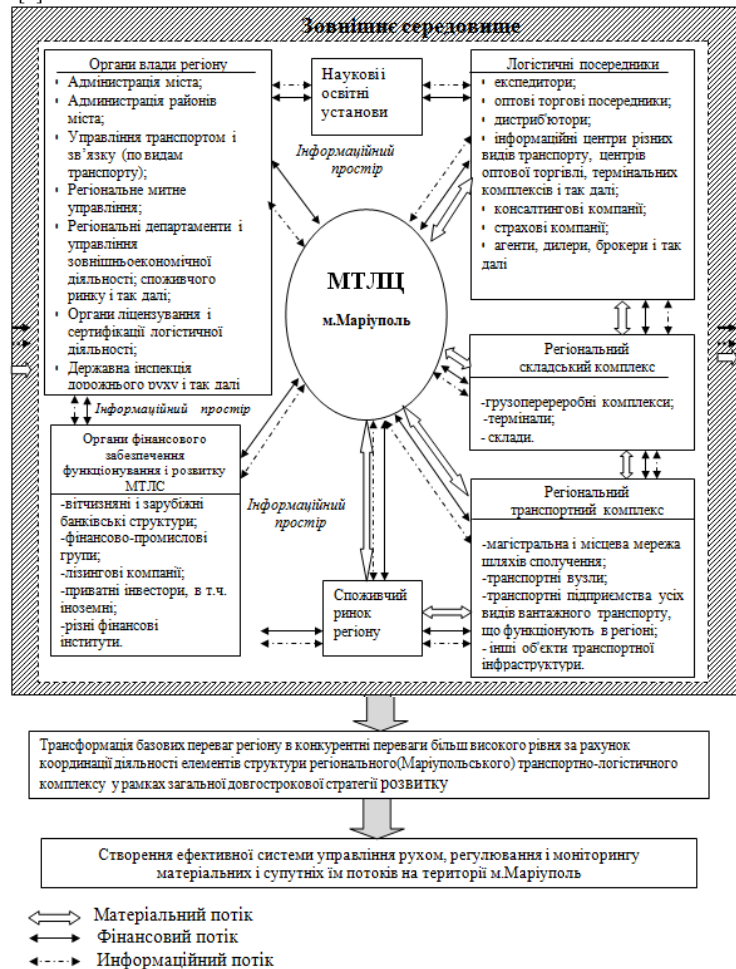 Зовнішнє середовище
Органи влади регіону
Адміністрація міста;
Адміністрація районів
міста;
Управління транспортом і
зв’язку (по видам
транспорту);
Регіональне митне
управління;
Регіональні департаменти і
управління
зовнішньоекономічної
діяльності; споживчого
ринку і так далі;
Органи ліцензування і
сертифікації логістичної
діяльності;
Державна інспекція
дорожнього руху і так далі
Наукові і
освітні
установи
Логістичні посередники
експедитори;
оптові торгові посередники;
дистриб'ютори;
інформаційні центри різних
видів транспорту, центрів
оптової торгівлі, термінальних
комплексів і так далі;
консалтингові компанії;
страхові компанії;
агенти, дилери, брокери і так
далі
Інформаційний
простір
МТЛЦ
м.Маріуполь
Регіональний
складський комплекс
-грузоперереробні комплекси;
-термінали;
- склади.
Інформаційний простір
Органи фінансового
забезпечення
функціонування і розвитку
МТЛС
-вітчизняні і зарубіжні
банківські структури;
-фінансово-промислові
групи;
-лізингові компанії;
-приватні інвестори, в т.ч.
іноземні;
-різні фінансові
інститути.
Інформаційний
простір
Регіональний
транспортний комплекс
-магістральна і місцева мережа
шляхів сполучення;
-транспортні вузли;
-транспортні підприємства усіх
видів вантажного транспорту,
що функціонують в регіоні;
- інші об'єкти транспортної
інфраструктури.
Споживчий
ринок
регіону
Трансформація базових переваг регіону в конкурентні переваги більш високого рівня за рахунок
координації діяльності елементів структури регіонального(Маріупольського) транспортно-логістичного
комплексу у рамках загальної довгострокової стратегії розвитку
Створення ефективної системи управління рухом, регулювання і моніторингу
матеріальних і супутніх їм потоків на території м.Маріуполь
Матеріальний потік
Фінансовий потік
Информаційний потік